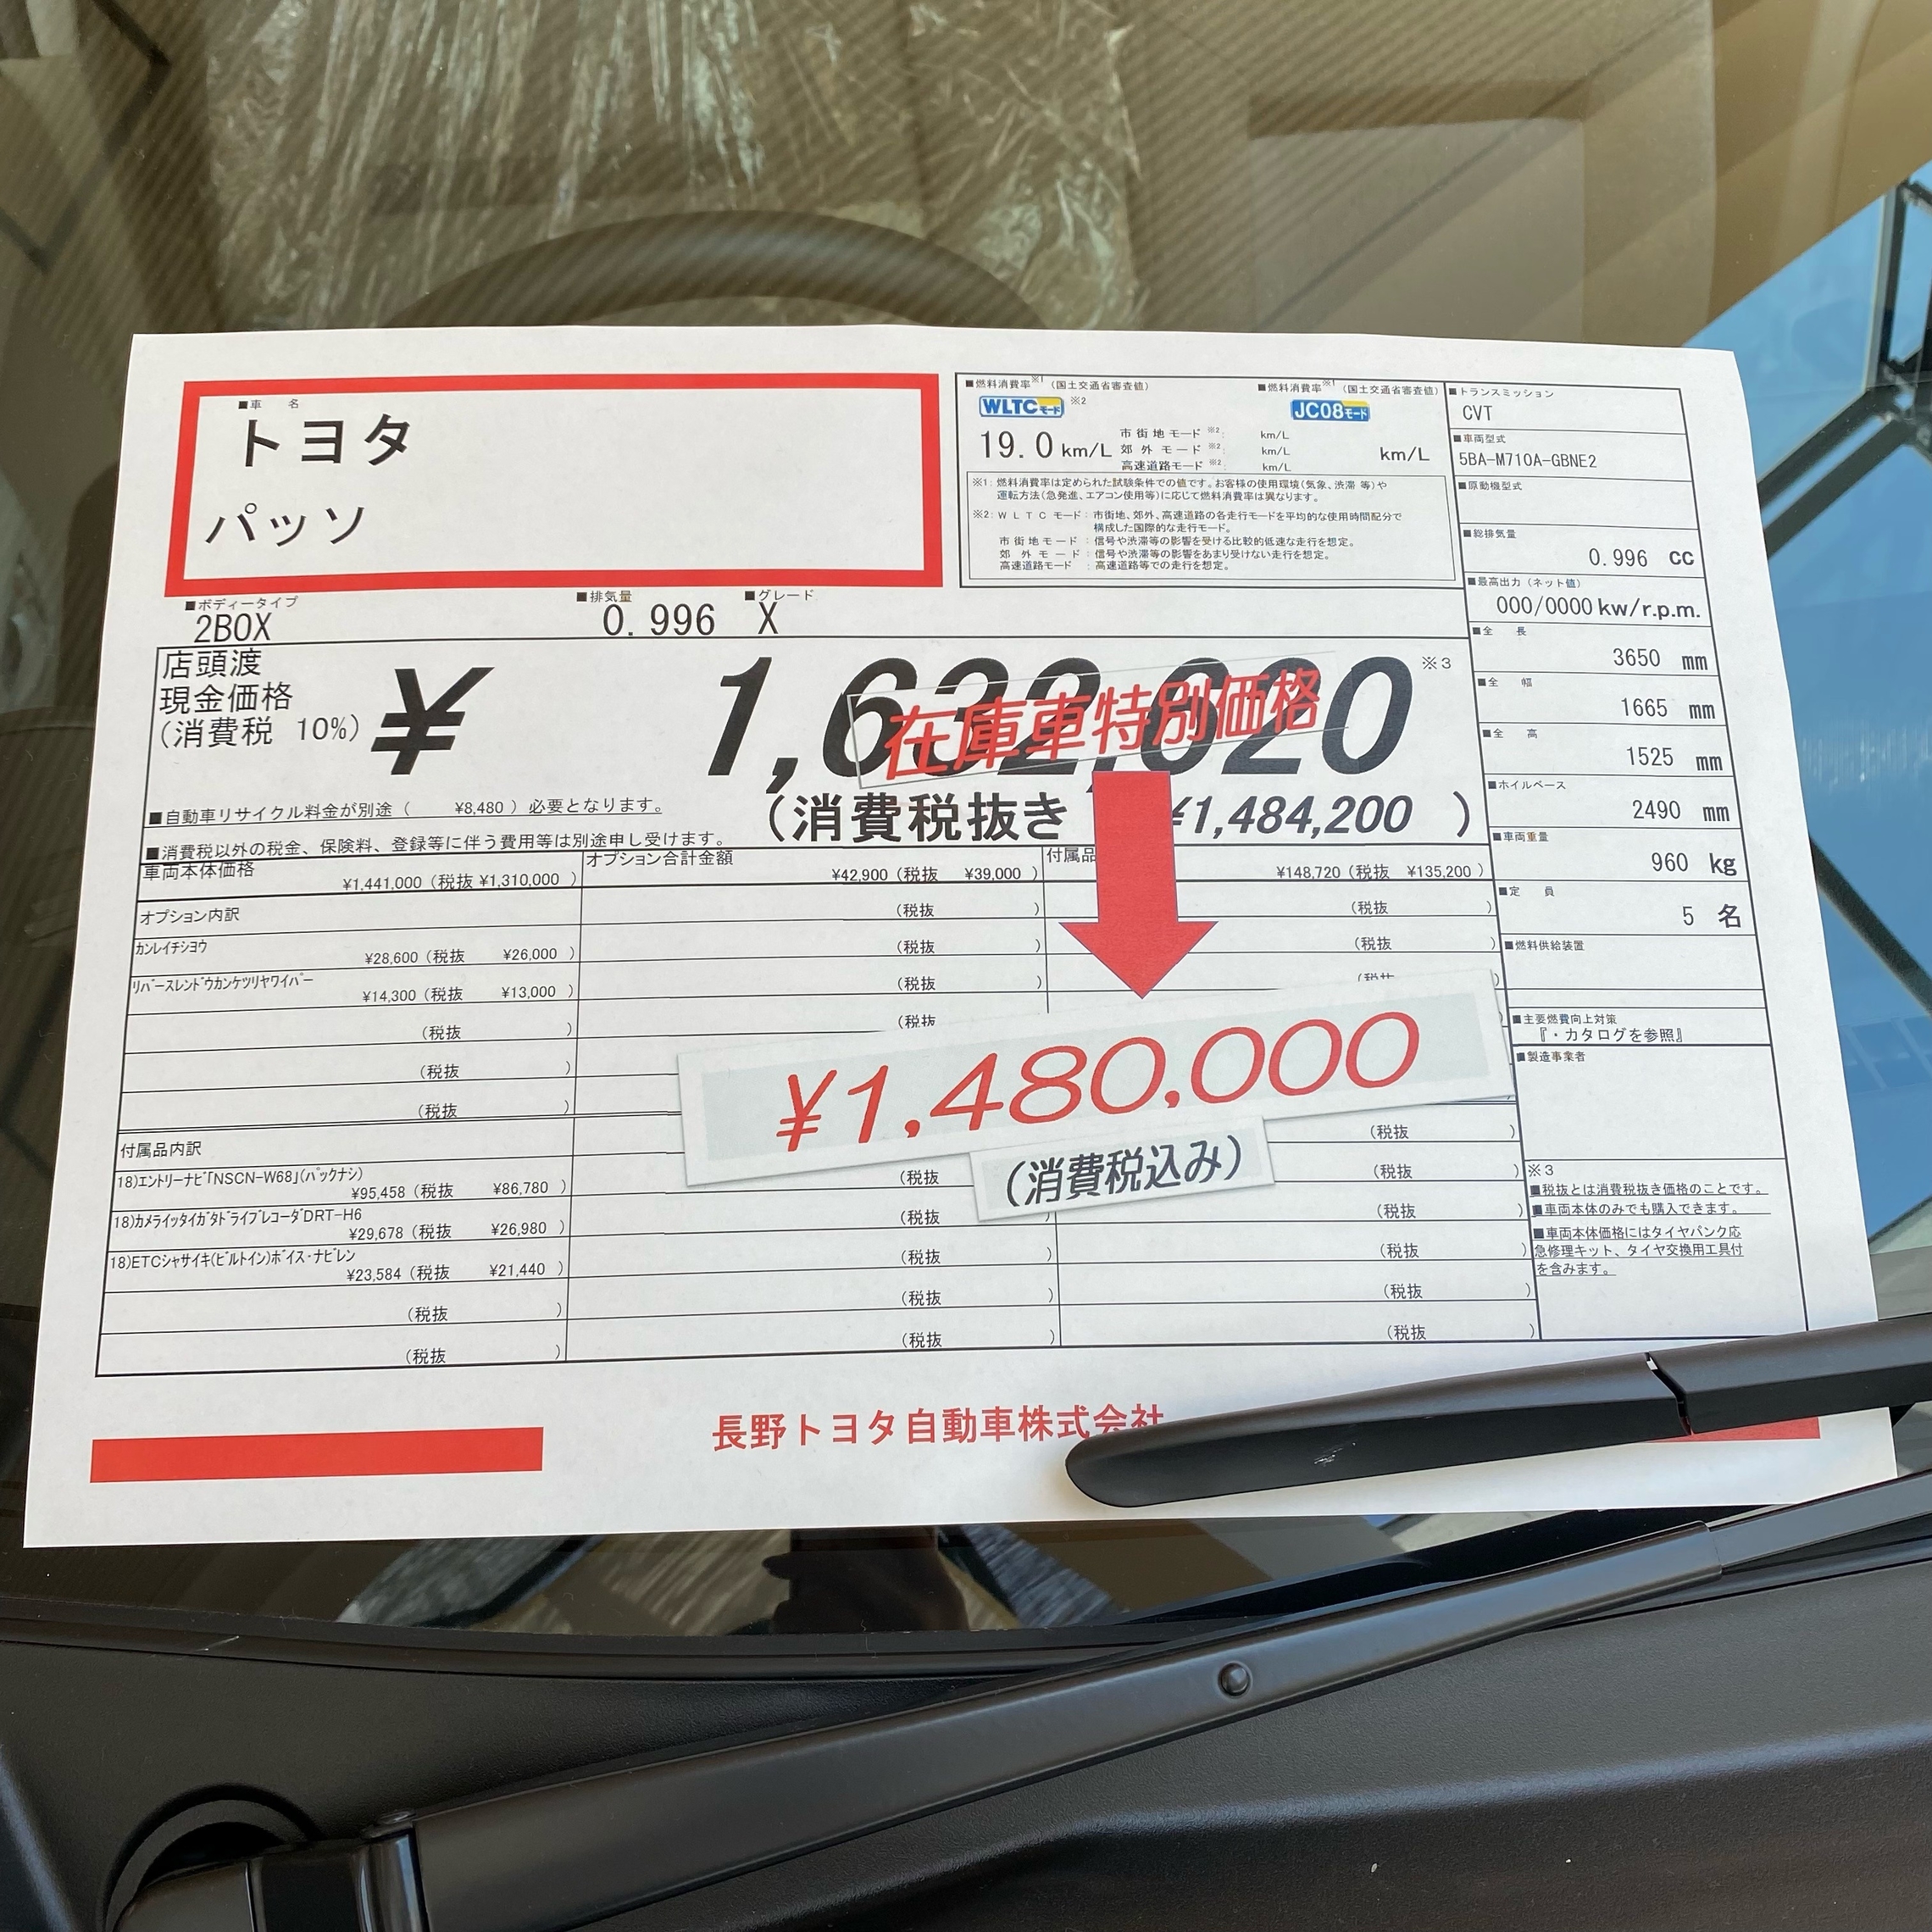 ■車 名
トヨタ
パッソ
■燃料消費率※1 (国土交通省審査値)
WLTCモード ※2
19.0 km/L
市街地モード ※2: km/L
郊外モード ※2: km/L
高速道路モード ※2: km/L
■燃料消費率※1 (国土交通省審査値)
JC08モード
km/L
※1: 燃料消費率は定められた試験条件での値です。お客様の使用環境(気象、渋滞 等)や
運転方法(急発進、エアコン使用等)に応じて燃料消費率は異なります。
※2: WLTC モード : 市街地、郊外、高速道路の各走行モードを平均的な使用時間配分で
構成した国際的な走行モード。
市街地モード : 信号や渋滞等の影響を受ける比較的低速な走行を想定。
郊外モード : 信号や渋滞等の影響をあまり受けない走行を想定。
高速道路モード : 高速道路等での走行を想定。
■トランスミッション
CVT
■車両型式
5BA-M710A-GBNE2
■原動機型式
■総排気量
0.996 cc
■最高出力 (ネット値)
000/0000 kw/r.p.m.
■全 長
3650 mm
■全 幅
1665 mm
■全 高
1525 mm
■ホイルベース
2490 mm
■車両重量
960 kg
■定 員
5 名
■燃料供給装置
■主要燃費向上対策
『・カタログを参照』
■製造事業者
※3
■税抜とは消費税抜き価格のことです。
■車両本体のみでも購入できます。
■車両本体価格にはタイヤパンク応
急修理キット、タイヤ交換用工具付
を含みます。
■ボディータイプ
2BOX
■排気量
0.996
■グレード
X
店頭渡
現金価格
(消費税 10%)
¥ 1,632,620 ※3
在庫車特別価格
(消費税抜き ¥1,484,200 )
■自動車リサイクル料金が別途 ( ¥8,480 ) 必要となります。
■消費税以外の税金、保険料、登録等に伴う費用等は別途申し受けます。
車両本体価格
¥1,441,000 (税抜 ¥1,310,000 )
オプション合計金額
¥42,900 (税抜 ¥39,000 )
付属品
¥148,720 (税抜 ¥135,200 )
オプション内訳
(税抜 )
(税抜 )
カンレイチシヨウ
¥28,600 (税抜 ¥26,000 )
(税抜 )
(税抜 )
リバースレンドウカンケツリヤワイパー
¥14,300 (税抜 ¥13,000 )
(税抜 )
(税抜
(税抜 )
(税抜
(税抜 )
(税抜 )
¥1,480,000
(消費税込み)
付属品内訳
(税抜 )
18)エントリーナビ「NSCN-W68」(バックナシ)
¥95,458 (税抜 ¥86,780 )
(税抜
(税抜 )
18)カメライッタイガタドライブレコーダDRT-H6
¥29,678 (税抜 ¥26,980 )
(税抜 )
(税抜 )
18)ETCシャサイキ(ビルトイン)ボイス・ナビレン
¥23,584 (税抜 ¥21,440 )
(税抜 )
(税抜 )
(税抜 )
(税抜 )
(税抜 )
(税抜 )
(税抜 )
(税抜 )
長野トヨタ自動車株式会社